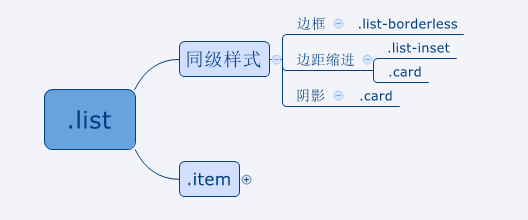 .list
同级样式
边框
.list-borderless
边距缩进
.list-inset
.card
阴影
.card
.item